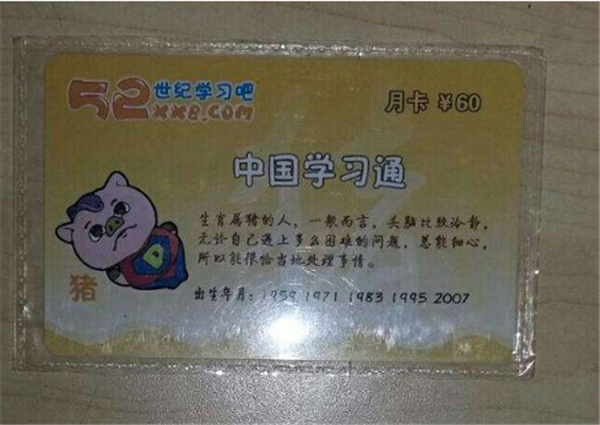 52世纪学习吧
XX8.COM
月卡 ¥60
中国学习通
生肖属猪的人，一般而言，头脑比较冷静，
无论自己遇上多么困难的问题，总能细心，
所以能很恰当地处理事情。
猪
出生年月：1959 1971 1983 1995 2007